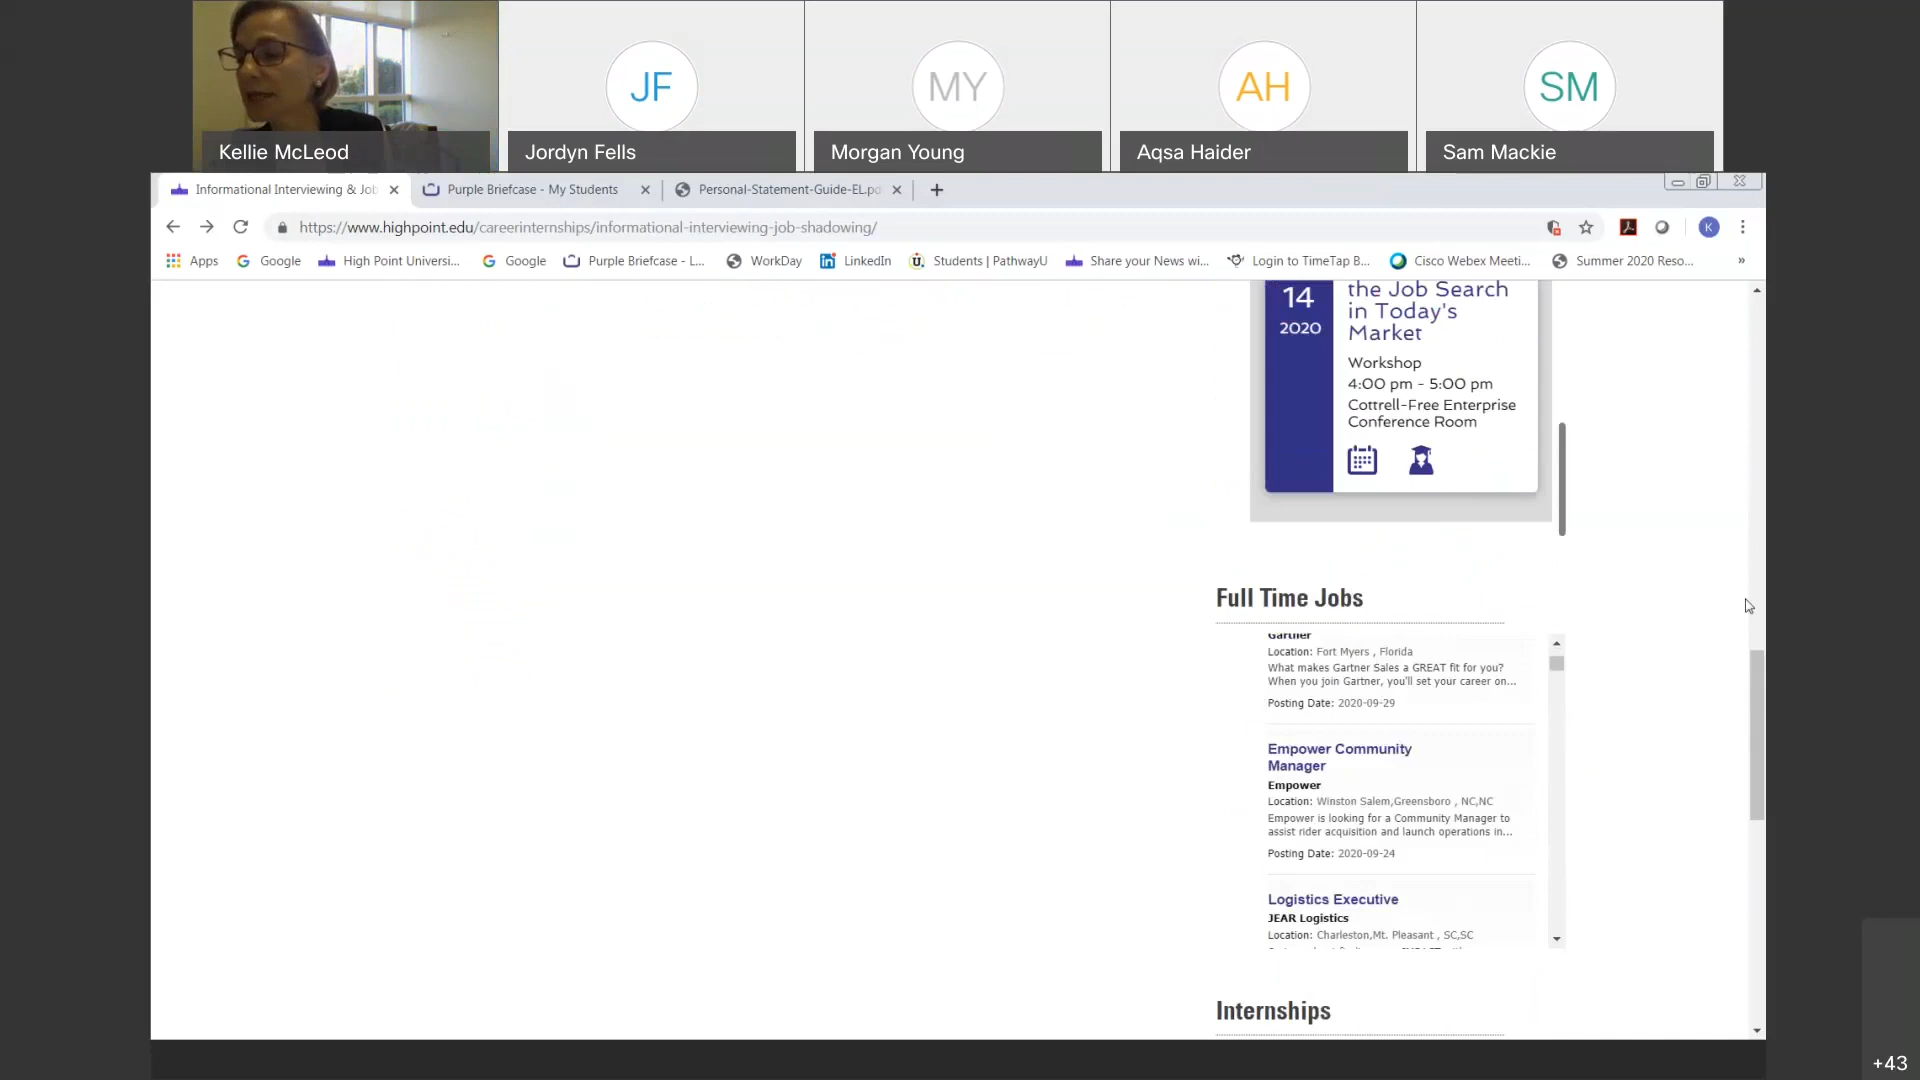 JF
MY
AH
SM
Kellie McLeod
Jordyn Fells
Morgan Young
Aqsa Haider
Sam Mackie
Informational Interviewing & Job
Purple Briefcase - My Students
Personal-Statement-Guide-EL.pd
https://www.highpoint.edu/careerinternships/informational-interviewing-job-shadowing/
K
Apps
Google
High Point Universi...
Google
Purple Briefcase - L...
WorkDay
LinkedIn
Students | PathwayU
Share your News wi...
Login to TimeTap B...
Cisco Webex Meeti...
Summer 2020 Reso...
»
14
2020
the Job Search
in Today's
Market
Workshop
4:00 pm - 5:00 pm
Cottrell-Free Enterprise
Conference Room
Full Time Jobs
Gartner
Location: Fort Myers , Florida
What makes Gartner Sales a GREAT fit for you?
When you join Gartner, you'll set your career on...
Posting Date: 2020-09-29
Empower Community
Manager
Empower
Location: Winston Salem,Greensboro , NC,NC
Empower is looking for a Community Manager to
assist rider acquisition and launch operations in...
Posting Date: 2020-09-24
Logistics Executive
JEAR Logistics
Location: Charleston,Mt. Pleasant , SC,SC
Internships
+43